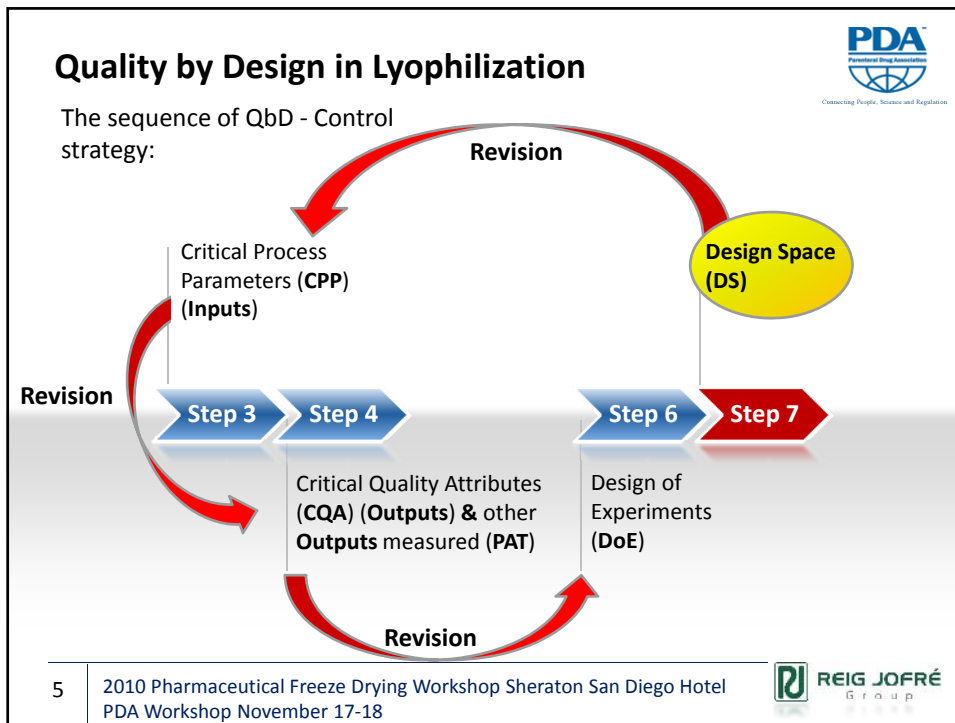 Quality by Design in Lyophilization
PDA
Parenteral Drug Association
Connecting People, Science and Regulation
The sequence of QbD - Control
strategy:
Revision
Critical Process
Parameters (CPP)
(Inputs)
Design Space
(DS)
Revision
Step 3
Step 4
Step 6
Step 7
Critical Quality Attributes
(CQA) (Outputs) & other
Outputs measured (PAT)
Design of
Experiments
(DoE)
Revision
5
2010 Pharmaceutical Freeze Drying Workshop Sheraton San Diego Hotel
PDA Workshop November 17-18
REIG JOFRÉ
Group